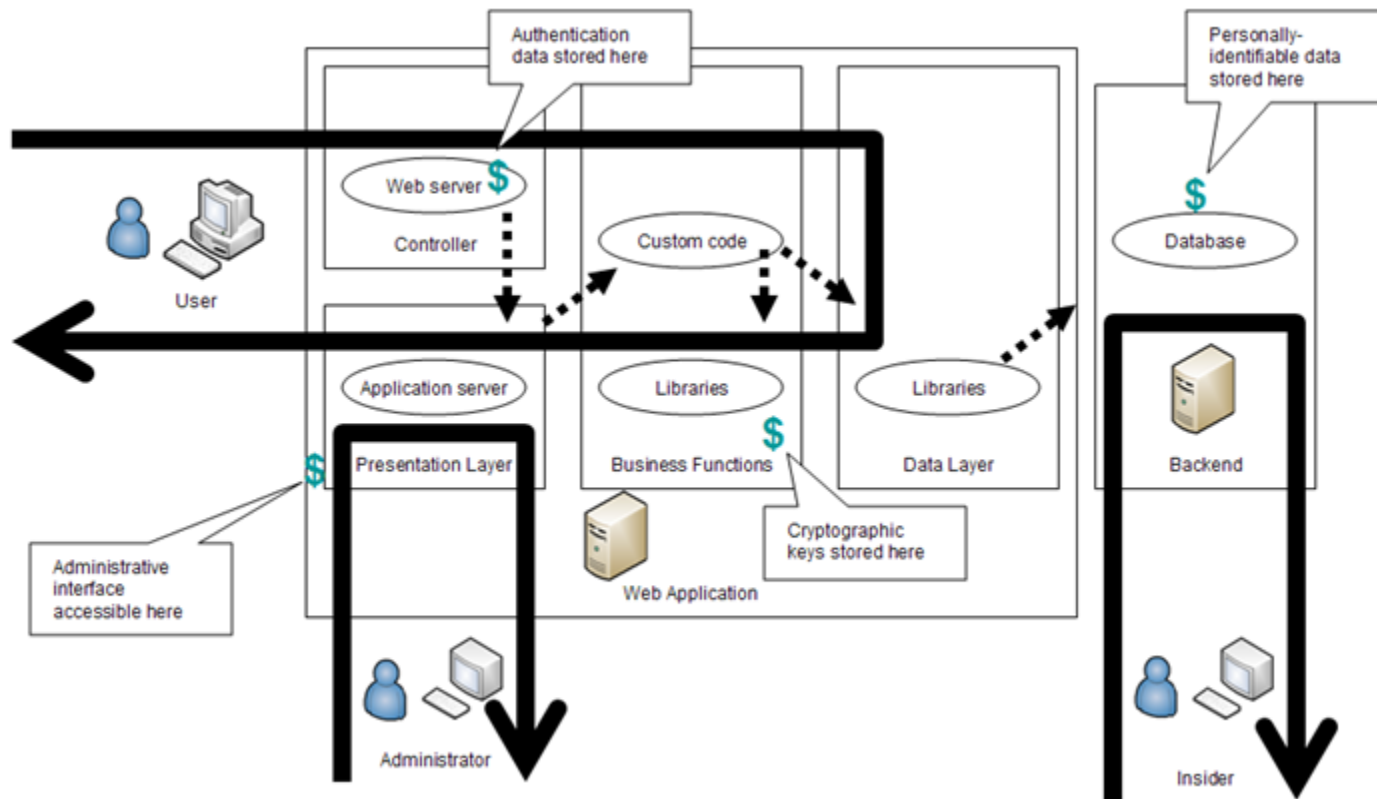 Authentication
data stored here
Personally-
identifiable data
stored here
$
Web server
Controller
$
Custom code
Database
User
Application server
Libraries
Libraries
$
$
Presentation Layer
Business Functions
Data Layer
Backend
Administrative
interface
accessible here
Cryptographic
keys stored here
Web Application
Administrator
Insider